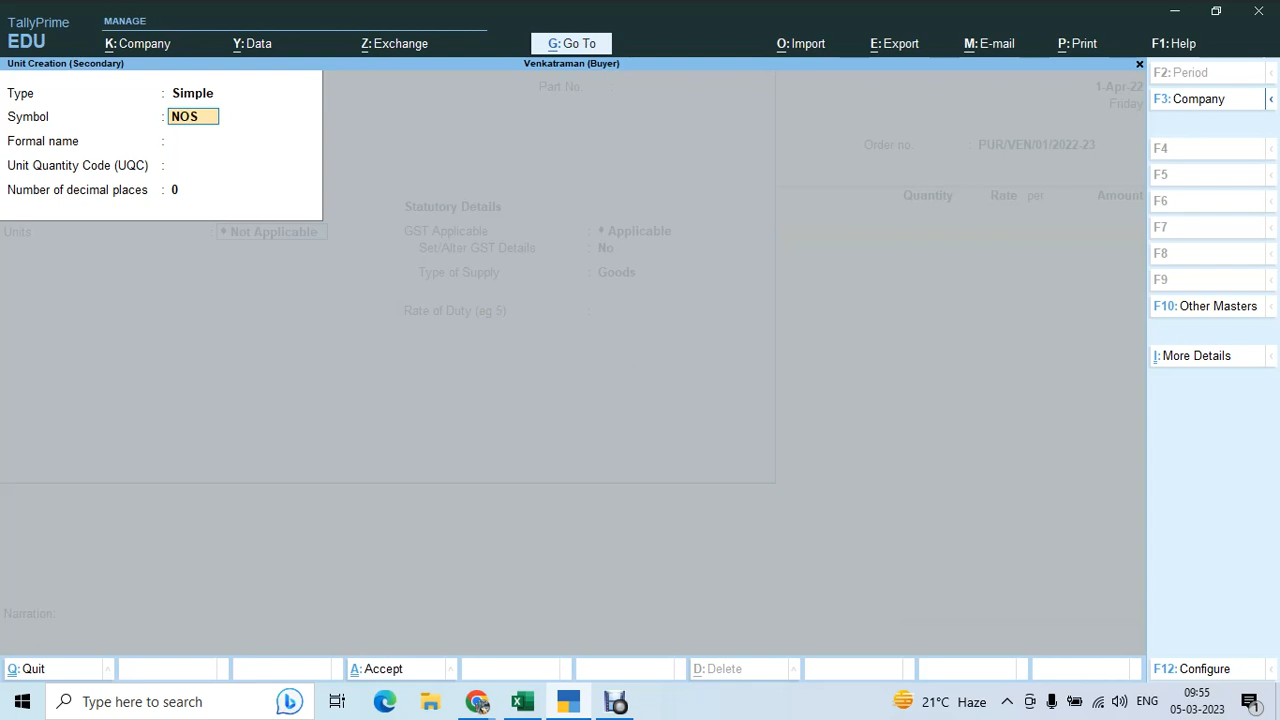 TallyPrime
EDU
MANAGE
K: Company
Y: Data
Z: Exchange
G: Go To
O: Import
E: Export
M: E-mail
P: Print
F1: Help
Unit Creation (Secondary)
Venkatraman (Buyer)
Type : Simple
Symbol : NOS
Formal name :
Unit Quantity Code (UQC) :
Number of decimal places : 0
Part No.
1-Apr-22
Friday
Order no. : PUR/VEN/01/2022-23
Quantity Rate per Amount
Units : ♦ Not Applicable
Statutory Details
GST Applicable : ♦ Applicable
Set/Alter GST Details : No
Type of Supply : Goods
Rate of Duty (eg 5) :
Narration:
F2: Period
F3: Company
F4
F5
F6
F7
F8
F9
F10: Other Masters
I: More Details
Q: Quit
A: Accept
D: Delete
F12: Configure
Type here to search
21°C Haze
ENG
09:55
05-03-2023
1